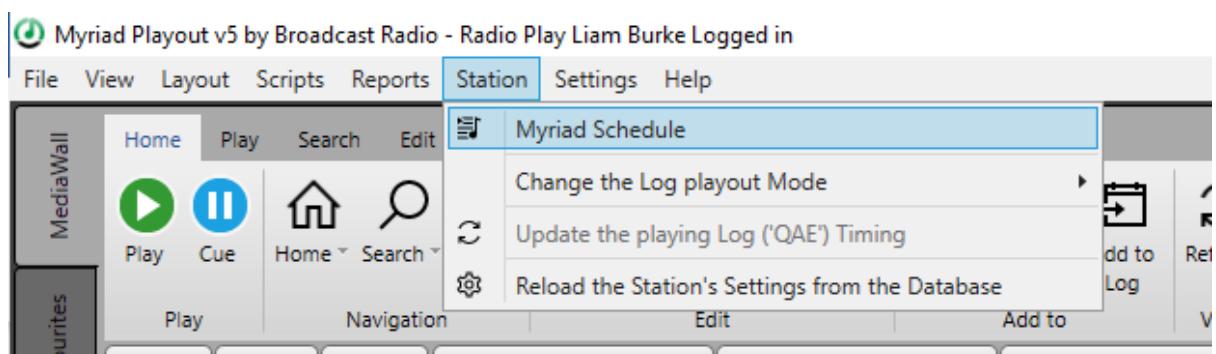 Myriad Playout v5 by Broadcast Radio - Radio Play Liam Burke Logged in
File View Layout Scripts Reports Station Settings Help
MediaWall
Home Play Search Edit
Myriad Schedule
Change the Log playout Mode
Update the playing Log ('QAE') Timing
Reload the Station's Settings from the Database
Play Cue Home Search
dd to
Log
Ref
Play Navigation Edit Add to V
ourites